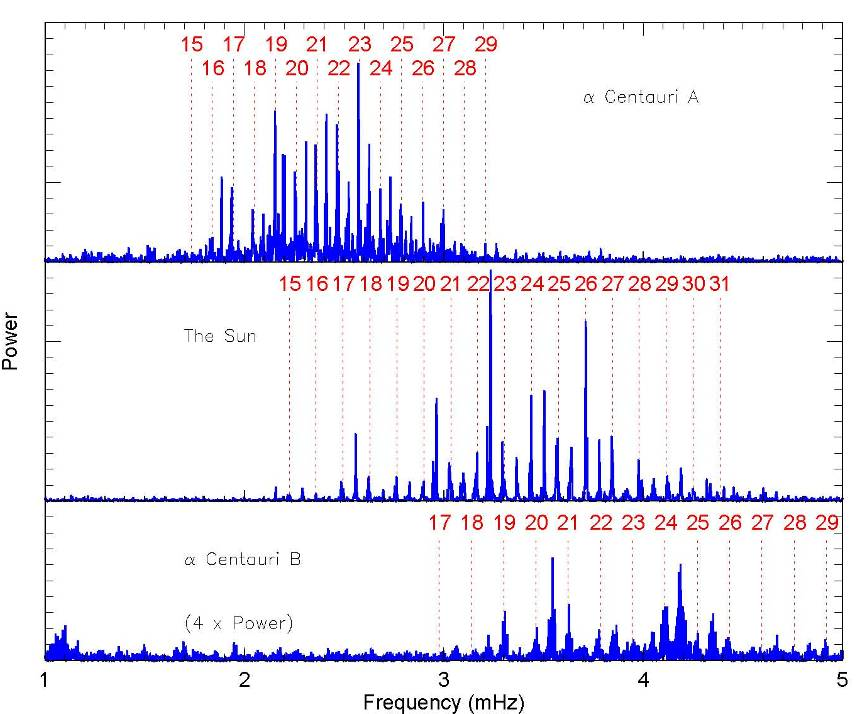 15 17 19 21 23 25 27 29
16 18 20 22 24 26 28
α Centauri A
15 16 17 18 19 20 21 22 23 24 25 26 27 28 29 30 31
The Sun
17 18 19 20 21 22 23 24 25 26 27 28 29
α Centauri B
(4 x Power)
Power
1 2 3 4 5
Frequency (mHz)